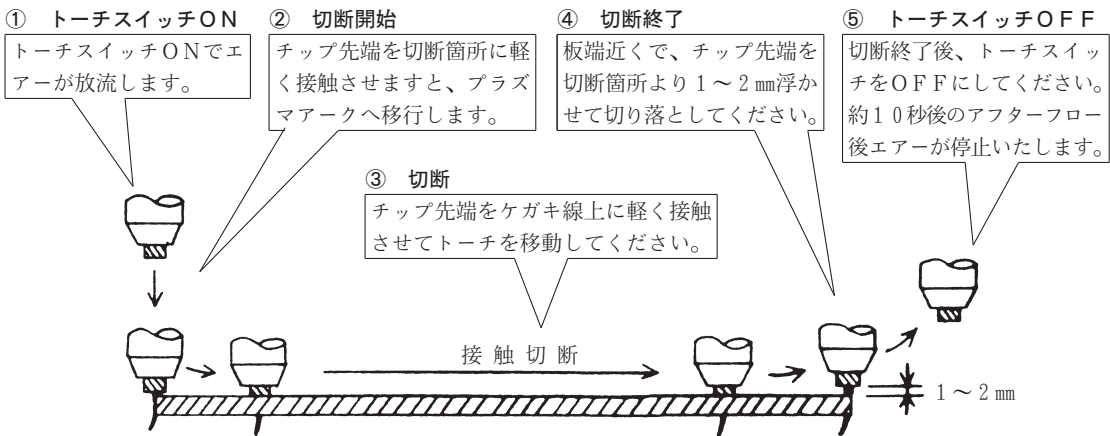 ① トーチスイッチON
トーチスイッチONでエ
アーが放流します。
② 切断開始
チップ先端を切断箇所に軽
く接触させますと、プラズ
マアークへ移行します。
③ 切断
チップ先端をケガキ線上に軽く接触
させてトーチを移動してください。
④ 切断終了
板端近くで、チップ先端を
切断箇所より1～2㎜浮か
せて切り落としてください。
⑤ トーチスイッチOFF
切断終了後、トーチスイッ
チをOFFにしてください。
約10秒後のアフターフロー
後エアーが停止いたします。
接触切断
1～2㎜